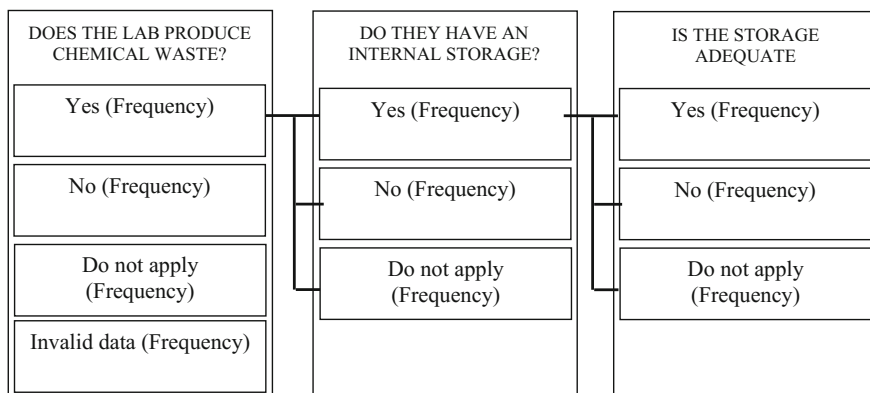 DOES THE LAB PRODUCE
CHEMICAL WASTE?
Yes (Frequency)
No (Frequency)
Do not apply
(Frequency)
Invalid data (Frequency)
DO THEY HAVE AN
INTERNAL STORAGE?
Yes (Frequency)
No (Frequency)
Do not apply
(Frequency)
IS THE STORAGE
ADEQUATE
Yes (Frequency)
No (Frequency)
Do not apply
(Frequency)